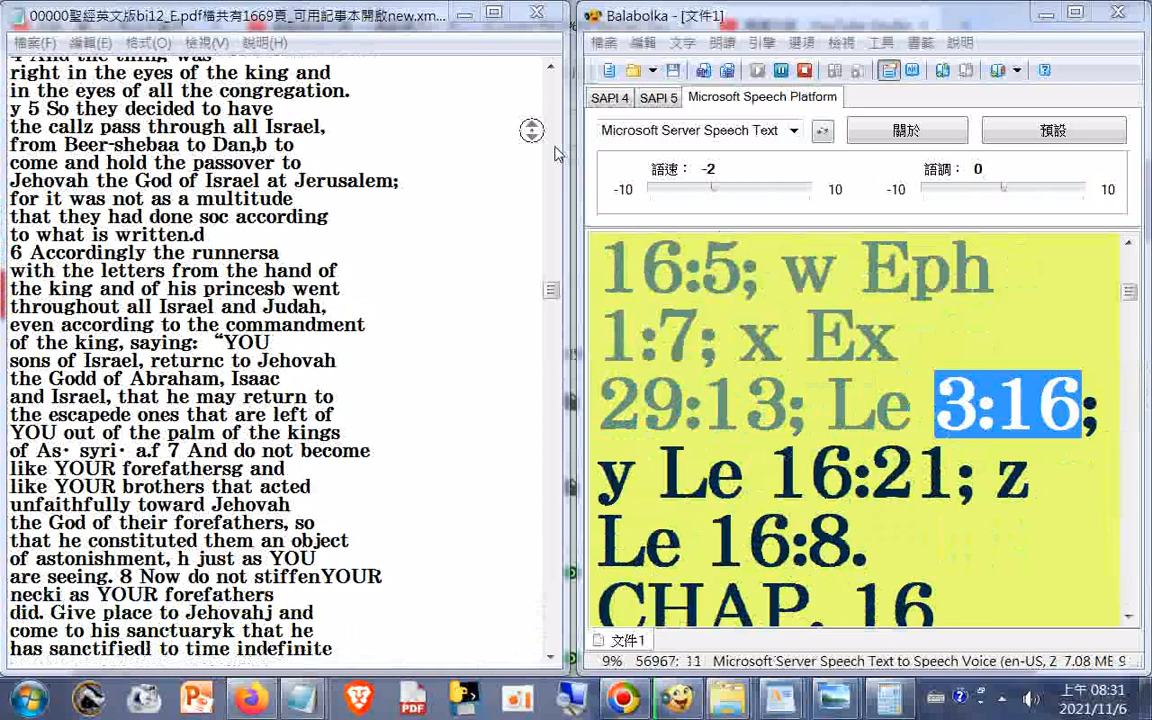 00000聖經英文版bi12_E.pdf檔共有1669頁_可用記事本開啟new.xm...
檔案(F) 編輯(E) 格式(O) 檢視(V) 說明(H)
4 And the thing was
right in the eyes of the king and
in the eyes of all the congregation.
y 5 So they decided to have
the callz pass through all Israel,
from Beer-shebaa to Dan,b to
come and hold the passover to
Jehovah the God of Israel at Jerusalem;
for it was not as a multitude
that they had done soc according
to what is written.d
6 Accordingly the runnersa
with the letters from the hand of
the king and of his princesb went
throughout all Israel and Judah,
even according to the commandment
of the king, saying: “YOU
sons of Israel, returnc to Jehovah
the Godd of Abraham, Isaac
and Israel, that he may return to
the escapede ones that are left of
YOU out of the palm of the kings
of As· syri· a.f 7 And do not become
like YOUR forefathersg and
like YOUR brothers that acted
unfaithfully toward Jehovah
the God of their forefathers, so
that he constituted them an object
of astonishment, h just as YOU
are seeing. 8 Now do not stiffenYOUR
necki as YOUR forefathers
did. Give place to Jehovahj and
come to his sanctuaryk that he
has sanctifiedl to time indefinite
Balabolka - [文件1]
檔案 編輯 文字 朗讀 引擎 選項 檢視 工具 書籤 說明
SAPI 4 SAPI 5 Microsoft Speech Platform
Microsoft Server Speech Text 關於 預設
語速： -2 語調： 0
-10 10 -10 10
16:5; w Eph
1:7; x Ex
29:13; Le 3:16;
y Le 16:21; z
Le 16:8.
CHAP. 16
文件1
9% 56967: 11 Microsoft Server Speech Text to Speech Voice (en-US, Z 7.08 MB 9
PDF
上午 08:31
2021/11/6